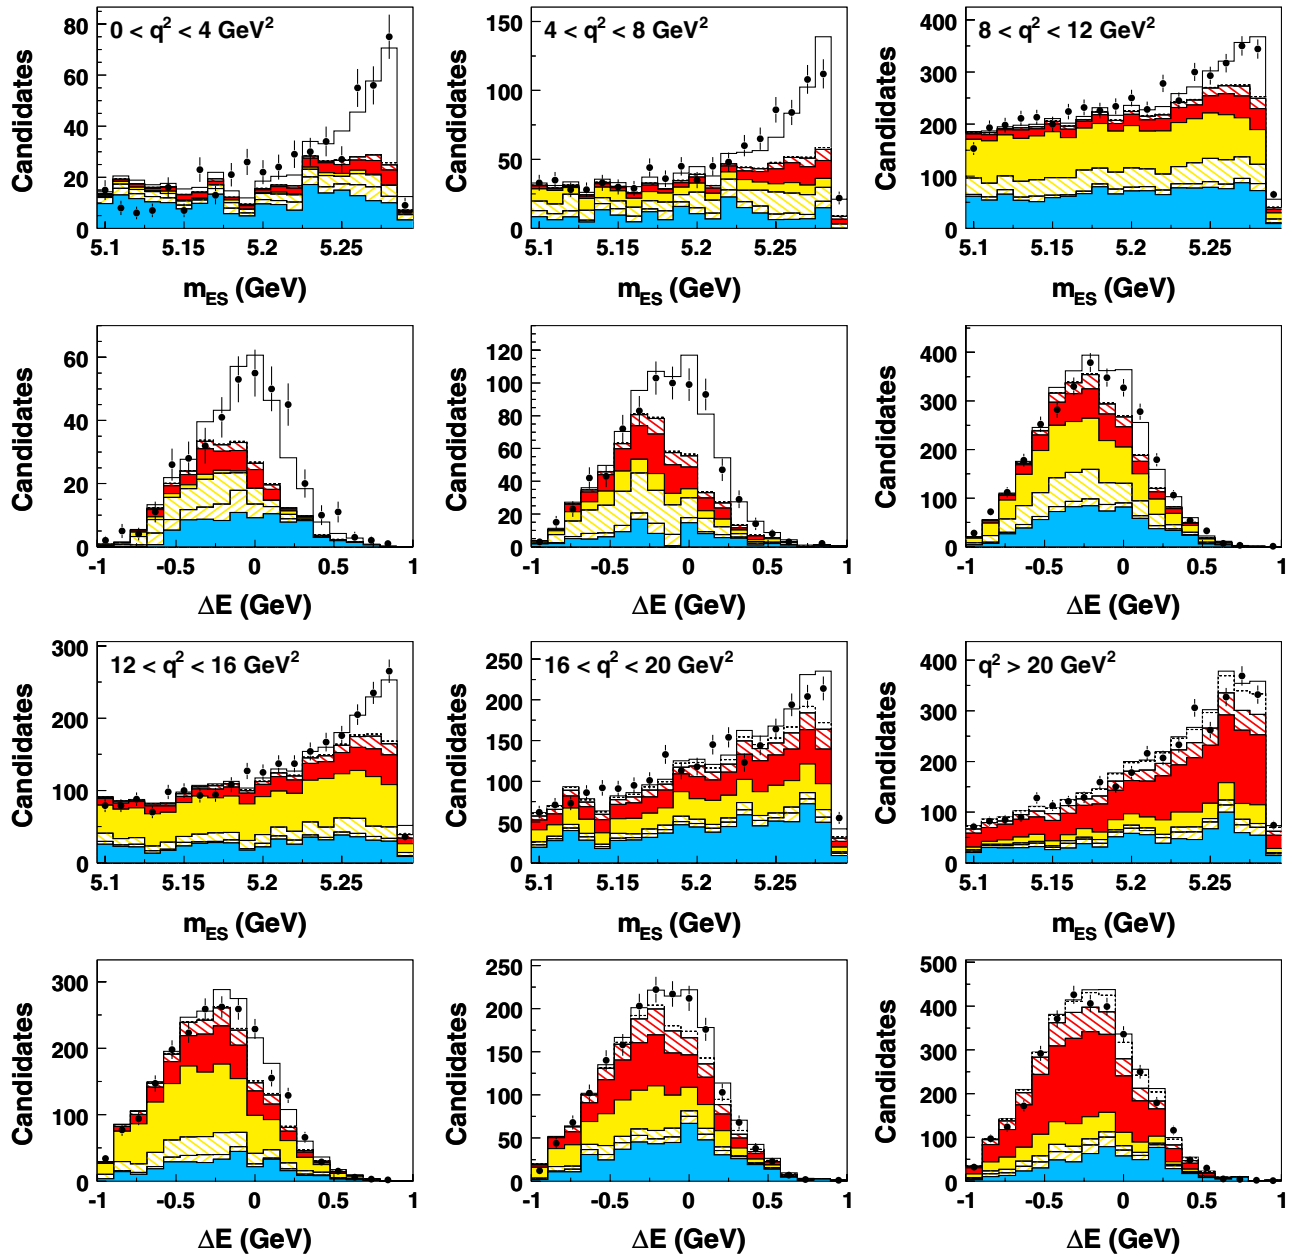 Candidates
80
60
40
20
0
0 < q² < 4 GeV²
5.1 5.15 5.2 5.25
m_ES (GeV)
Candidates
150
100
50
0
4 < q² < 8 GeV²
5.1 5.15 5.2 5.25
m_ES (GeV)
Candidates
400
300
200
100
0
8 < q² < 12 GeV²
5.1 5.15 5.2 5.25
m_ES (GeV)
Candidates
60
40
20
0
-1 -0.5 0 0.5 1
ΔE (GeV)
Candidates
120
100
80
60
40
20
0
-1 -0.5 0 0.5 1
ΔE (GeV)
Candidates
400
300
200
100
0
-1 -0.5 0 0.5 1
ΔE (GeV)
Candidates
300
200
100
0
12 < q² < 16 GeV²
5.1 5.15 5.2 5.25
m_ES (GeV)
Candidates
250
200
150
100
50
0
16 < q² < 20 GeV²
5.1 5.15 5.2 5.25
m_ES (GeV)
Candidates
400
300
200
100
0
q² > 20 GeV²
5.1 5.15 5.2 5.25
m_ES (GeV)
Candidates
300
200
100
0
-1 -0.5 0 0.5 1
ΔE (GeV)
Candidates
250
200
150
100
50
0
-1 -0.5 0 0.5 1
ΔE (GeV)
Candidates
500
400
300
200
100
0
-1 -0.5 0 0.5 1
ΔE (GeV)